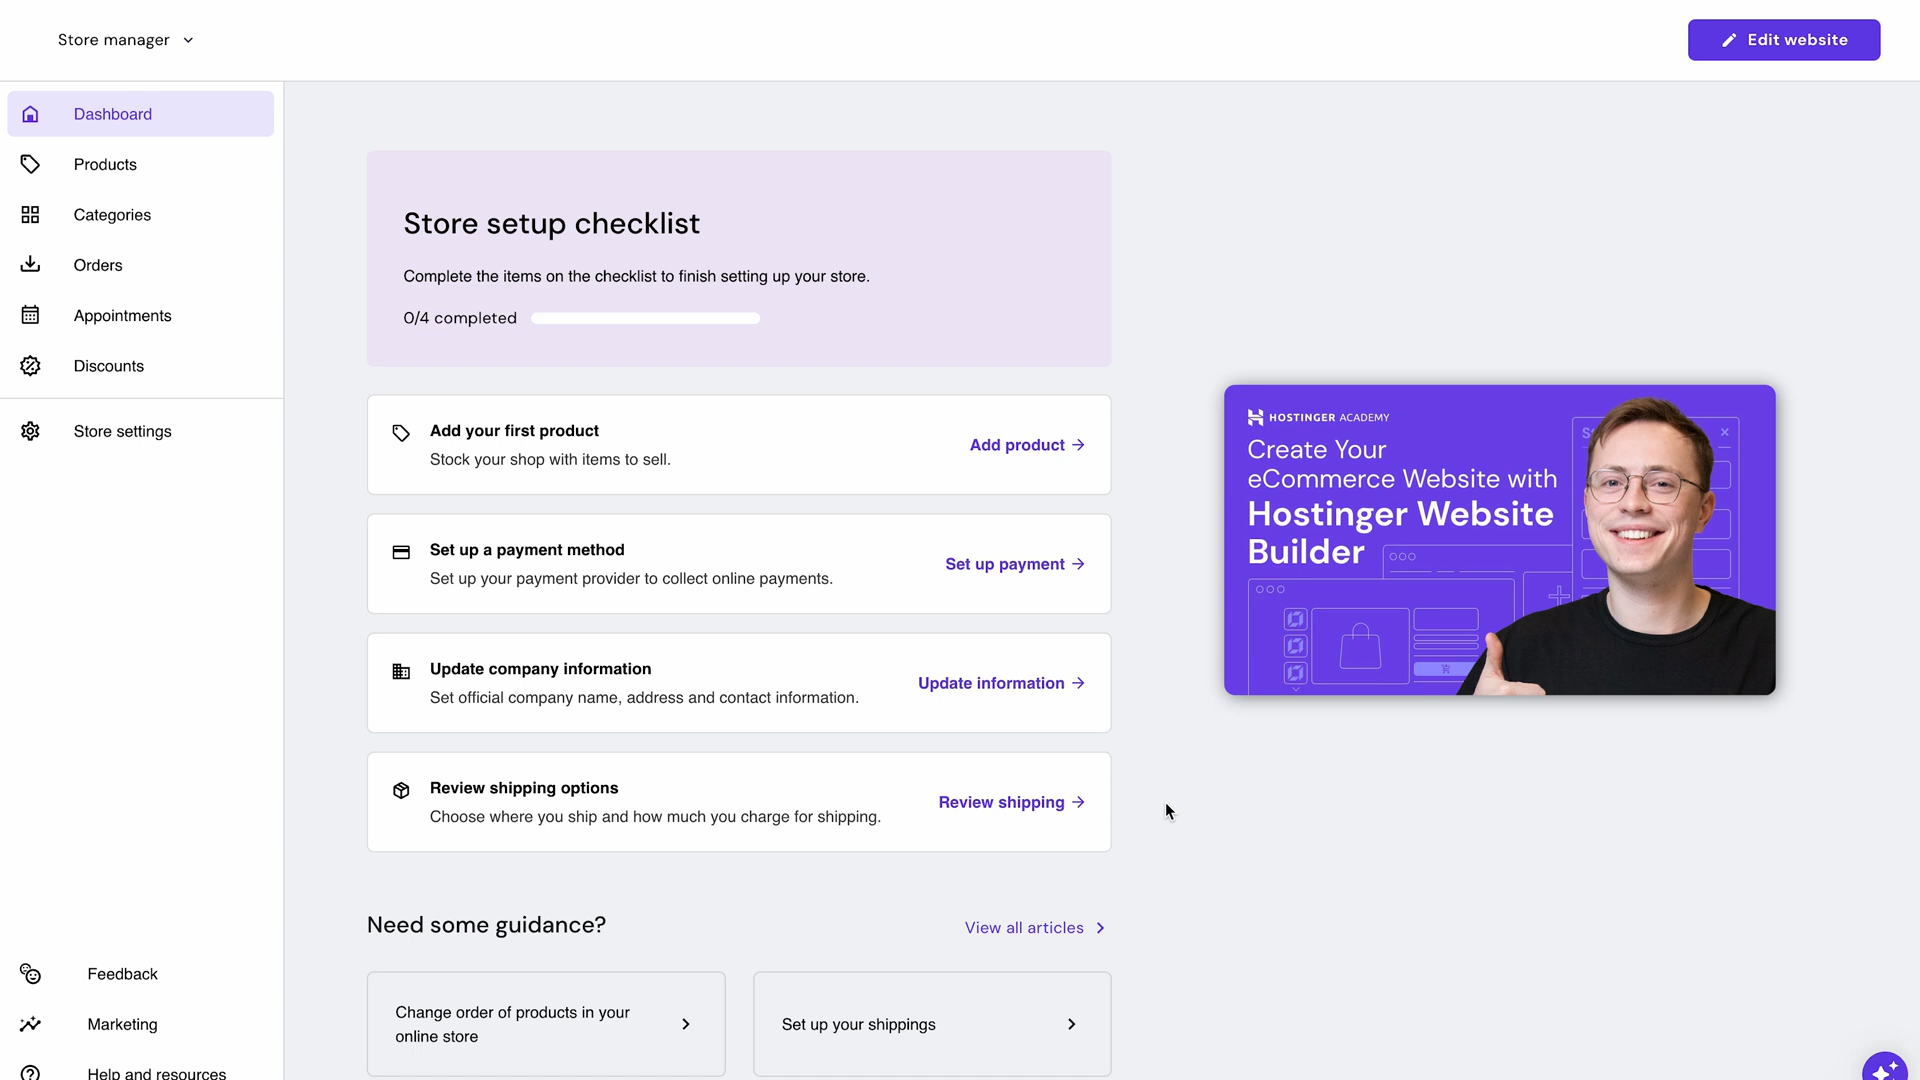 Store manager
Edit website
Dashboard
Products
Categories
Orders
Appointments
Discounts
Store settings
Feedback
Marketing
Help and resources
Store setup checklist
Complete the items on the checklist to finish setting up your store.
0/4 completed
Add your first product
Stock your shop with items to sell.
Add product
Set up a payment method
Set up your payment provider to collect online payments.
Set up payment
Update company information
Set official company name, address and contact information.
Update information
Review shipping options
Choose where you ship and how much you charge for shipping.
Review shipping
Need some guidance?
View all articles
Change order of products in your
online store
Set up your shippings
HOSTINGER ACADEMY
Create Your
eCommerce Website with
Hostinger Website
Builder